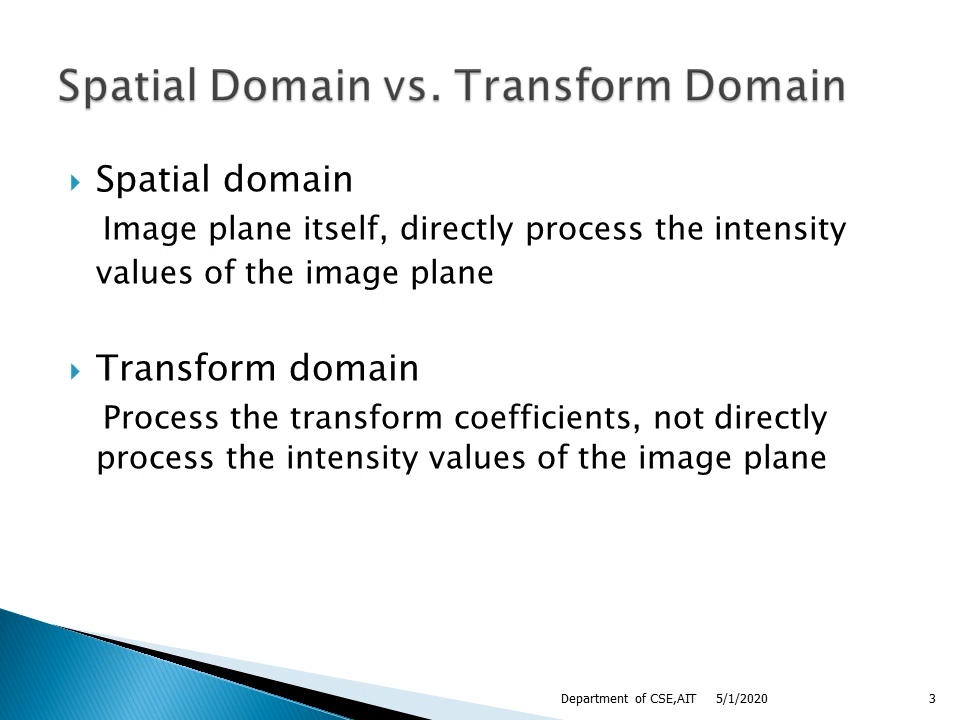 Spatial Domain vs. Transform Domain
Spatial domain
Image plane itself, directly process the intensity
values of the image plane
Transform domain
Process the transform coefficients, not directly
process the intensity values of the image plane
Department of CSE,AIT 5/1/2020 3